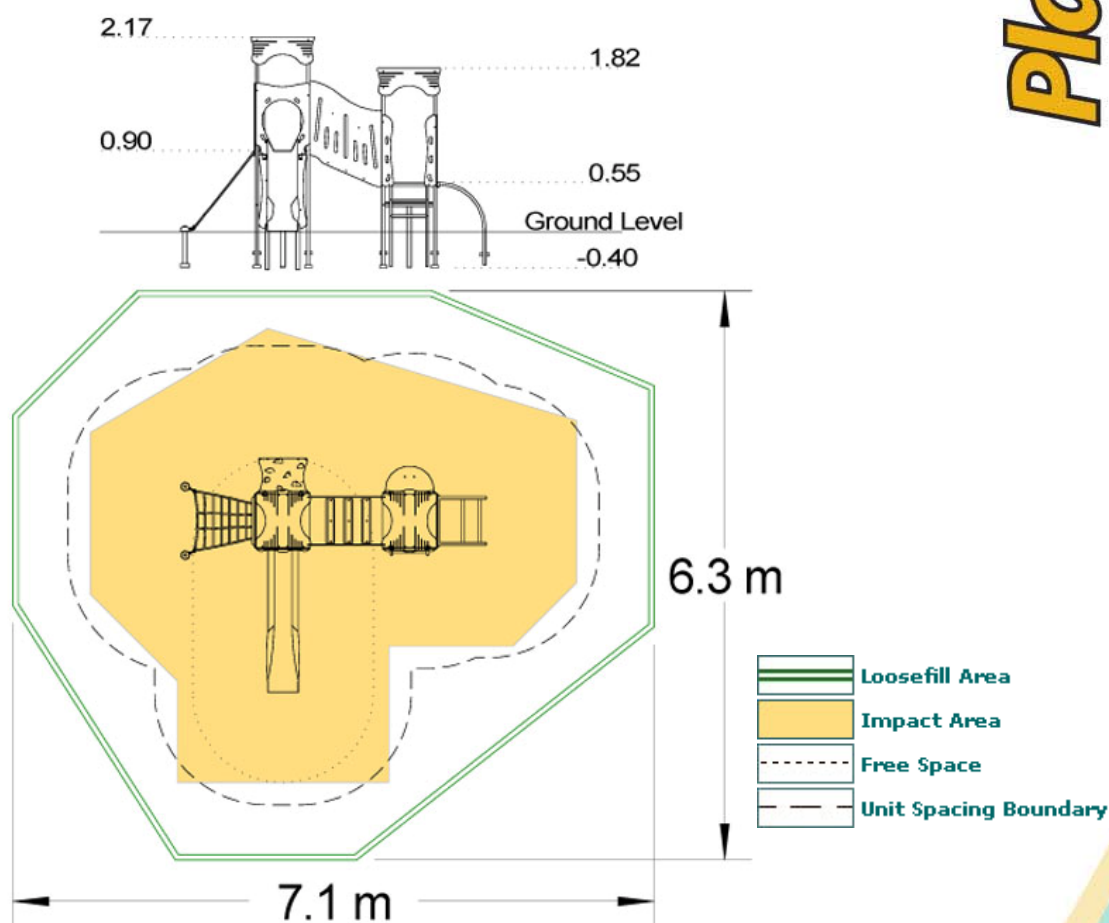 2.17
1.82
0.90
0.55
Ground Level
-0.40
6.3 m
Loosefill Area
Impact Area
Free Space
Unit Spacing Boundary
7.1 m